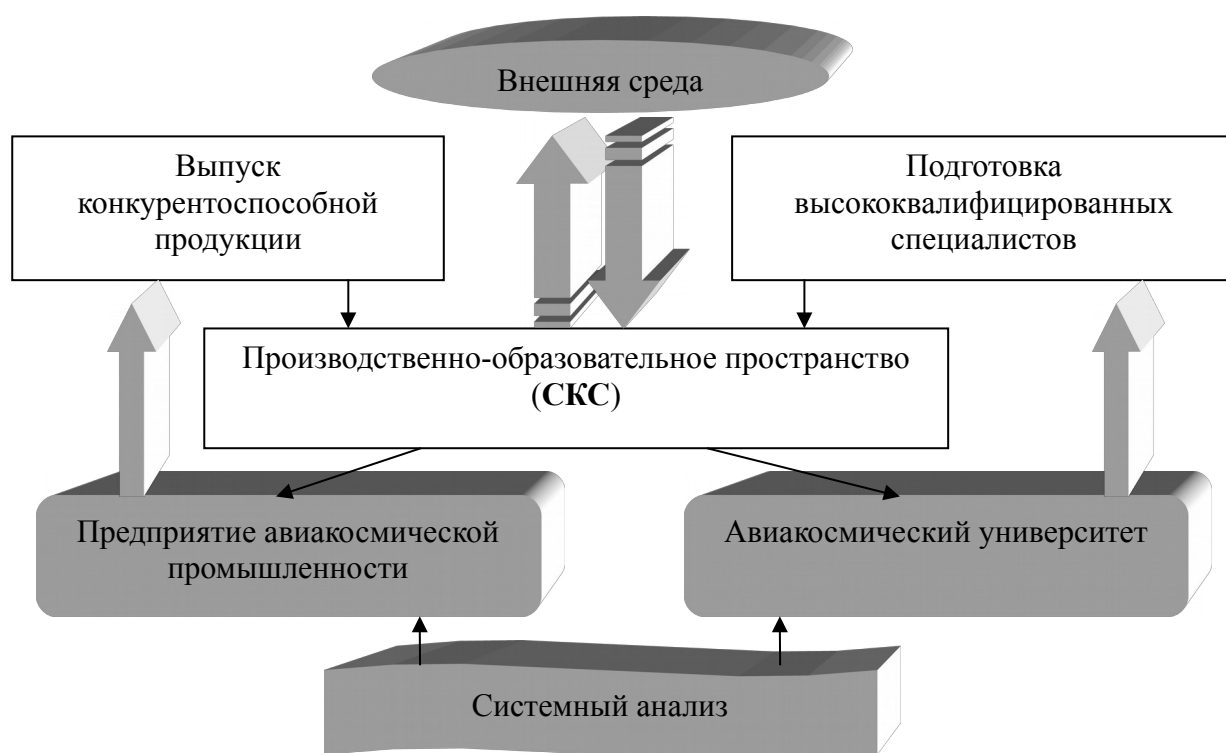 Внешняя среда
Выпуск
конкурентоспособной
продукции
Подготовка
высококвалифицированных
специалистов
Производственно-образовательное пространство
(СКС)
Предприятие авиакосмической
промышленности
Авиакосмический университет
Системный анализ